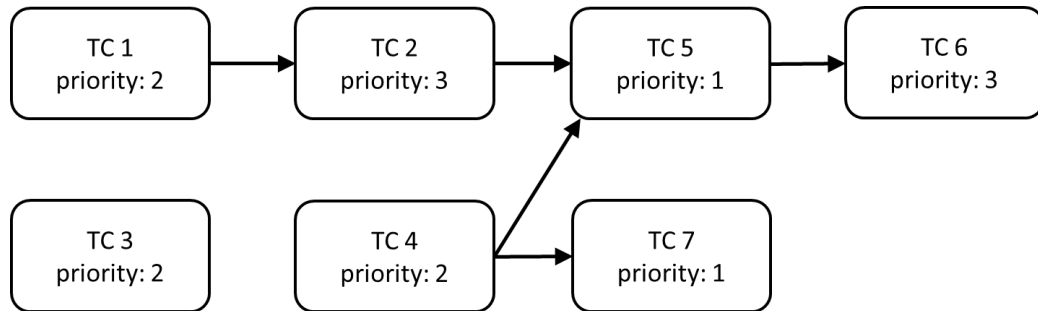 TC 1
priority: 2
TC 2
priority: 3
TC 5
priority: 1
TC 6
priority: 3
TC 3
priority: 2
TC 4
priority: 2
TC 7
priority: 1